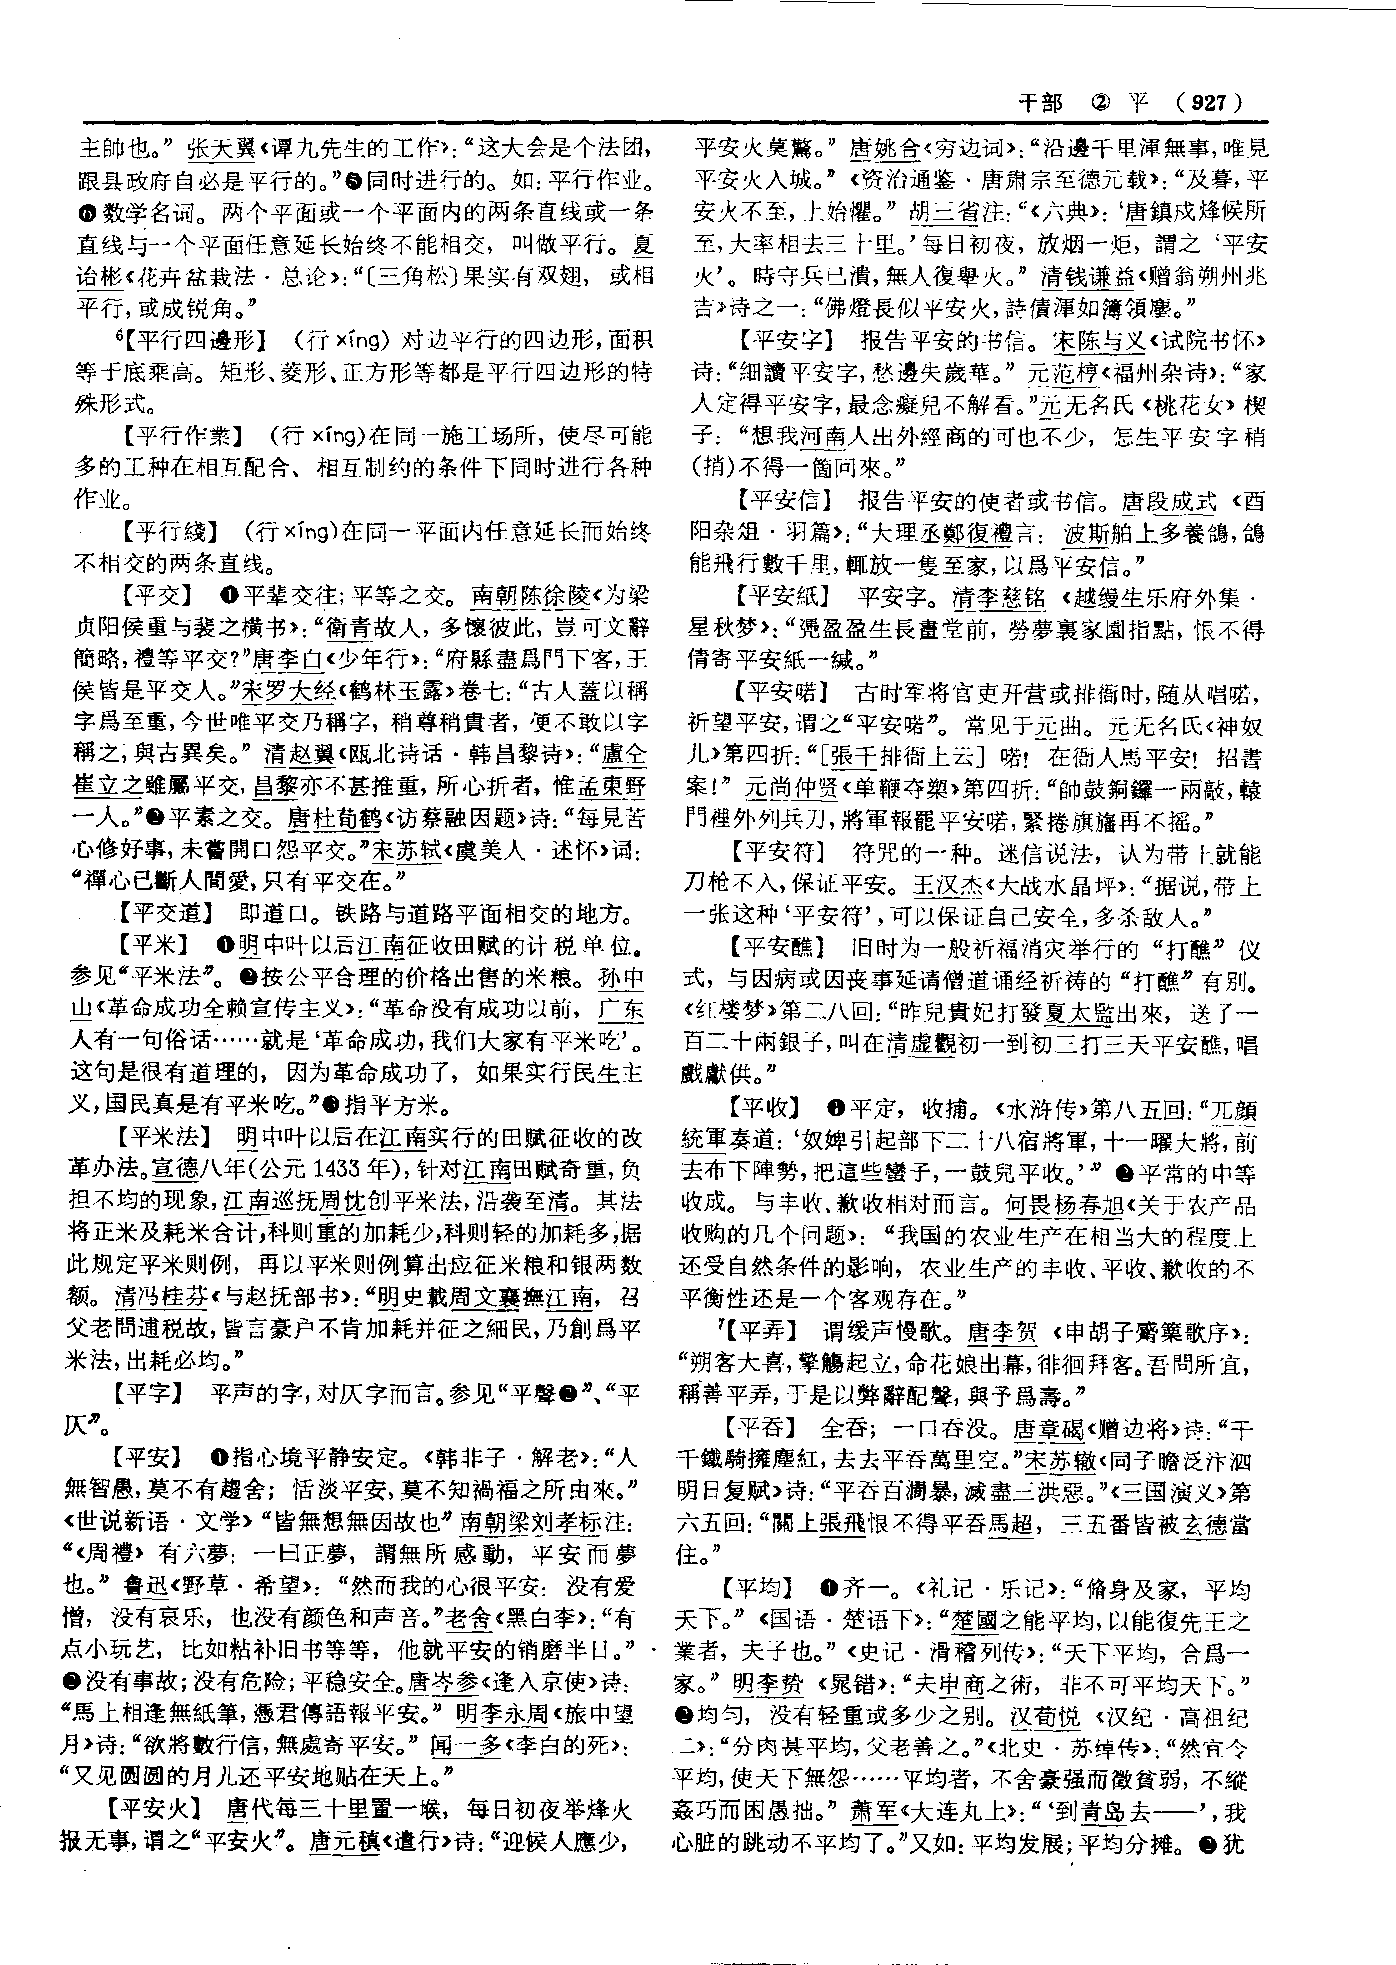 干部 ② 平 (927)
主帥也。” 张天翼《谭九先生的工作》：“这大会是个法团，
跟县政府自必是平行的。”❺同时进行的。如：平行作业。
❻数学名词。两个平面或一个平面内的两条直线或一条
直线与一个平面任意延长始终不能相交，叫做平行。夏
诒彬《花卉盆栽法·总论》：“〔三角松〕果实有双翅，或相
平行，或成锐角。”
6【平行四邊形】 （行 xíng）对边平行的四边形，面积
等于底乘高。矩形、菱形、正方形等都是平行四边形的特
殊形式。
【平行作業】 （行 xíng）在同一施工场所，使尽可能
多的工种在相互配合、相互制约的条件下同时进行各种
作业。
【平行綫】 （行 xíng）在同一平面内任意延长而始终
不相交的两条直线。
【平交】 ❶平辈交往；平等之交。南朝陈徐陵《为梁
贞阳侯重与裴之横书》：“衛青故人，多懷彼此，豈可文辭
簡略，禮等平交？”唐李白《少年行》：“府縣盡爲門下客，王
侯皆是平交人。”宋罗大经《鹤林玉露》卷七：“古人蓋以稱
字爲至重，今世唯平交乃稱字，稍尊稍貴者，便不敢以字
稱之，與古異矣。” 清赵翼《瓯北诗话·韩昌黎诗》：“盧仝
崔立之雖屬平交，昌黎亦不甚推重，所心折者，惟孟東野
一人。”❷平素之交。唐杜荀鹤《访蔡融因题》诗：“每見苦
心修好事，未嘗開口怨平交。”宋苏轼《虞美人·述怀》词：
“禪心已斷人間愛，只有平交在。”
【平交道】 即道口。铁路与道路平面相交的地方。
【平米】 ❶明中叶以后江南征收田赋的计税单位。
参见“平米法”。❷按公平合理的价格出售的米粮。孙中
山《革命成功全赖宣传主义》：“革命没有成功以前，广东
人有一句俗话……就是‘革命成功，我们大家有平米吃’。
这句是很有道理的，因为革命成功了，如果实行民生主
义，国民真是有平米吃。”❸指平方米。
【平米法】 明中叶以后在江南实行的田赋征收的改
革办法。宣德八年（公元 1433 年），针对江南田赋奇重，负
担不均的现象，江南巡抚周忱创平米法，沿袭至清。其法
将正米及耗米合计，科则重的加耗少，科则轻的加耗多，据
此规定平米则例，再以平米则例算出应征米粮和银两数
额。清冯桂芬《与赵抚部书》：“明史載周文襄撫江南，召
父老問逋税故，皆言豪户不肯加耗并征之細民，乃創爲平
米法，出耗必均。”
【平字】 平声的字，对仄字而言。参见“平聲❷”、“平
仄”。
【平安】 ❶指心境平静安定。《韩非子·解老》：“人
無智愚，莫不有趨舍；恬淡平安，莫不知禍福之所由來。”
《世说新语·文学》“皆無想無因故也”南朝梁刘孝标注：
“《周禮》有六夢：一曰正夢，謂無所感動，平安而夢
也。” 鲁迅《野草·希望》：“然而我的心很平安：没有爱
憎，没有哀乐，也没有颜色和声音。”老舍《黑白李》：“有
点小玩艺，比如粘补旧书等等，他就平安的销磨半日。”
❷没有事故；没有危险；平稳安全。唐岑参《逢入京使》诗：
“馬上相逢無紙筆，憑君傳語報平安。” 明李永周《旅中望
月》诗：“欲將數行信，無處寄平安。” 闻一多《李白的死》：
“又见圆圆的月儿还平安地贴在天上。”
【平安火】 唐代每三十里置一堠，每日初夜举烽火
报无事，谓之“平安火”。唐元稹《遣行》诗：“迎候人應少，
平安火莫驚。” 唐姚合《穷边词》：“沿邊千里渾無事，唯見
平安火入城。” 《资治通鉴·唐肃宗至德元载》：“及暮，平
安火不至，上始懼。” 胡三省注：“《六典》：‘唐鎮戍烽候所
至，大率相去三十里。’每日初夜，放烟一炬，謂之‘平安
火’。時守兵已潰，無人復舉火。” 清钱谦益《赠翁朔州兆
吉》诗之一：“佛燈長似平安火，詩債渾如簿領塵。”
【平安字】 报告平安的书信。宋陈与义《试院书怀》
诗：“細讀平安字，愁邊失歲華。” 元范梈《福州杂诗》：“家
人定得平安字，最念癡兒不解看。”元无名氏《桃花女》楔
子：“想我河南人出外經商的可也不少，怎生平安字稍
（捎）不得一箇回來。”
【平安信】 报告平安的使者或书信。唐段成式《酉
阳杂俎·羽篇》：“大理丞鄭復禮言：波斯舶上多養鴿，鴿
能飛行數千里，輒放一隻至家，以爲平安信。”
【平安紙】 平安字。清李慈铭《越缦生乐府外集·
星秋梦》：“覷盈盈生長畫堂前，勞夢裏家園指點，恨不得
倩寄平安紙一緘。”
【平安喏】 古时军将官吏开营或排衙时，随从唱喏，
祈望平安，谓之“平安喏”。常见于元曲。元无名氏《神奴
儿》第四折：“〔張千排衙上云〕喏！在衙人馬平安！擡書
案！” 元尚仲贤《单鞭夺槊》第四折：“帥鼓銅鑼一兩敲，轅
門裡外列兵刀，將軍報罷平安喏，緊捲旗旛再不摇。”
【平安符】 符咒的一种。迷信说法，认为带上就能
刀枪不入，保证平安。王汉杰《大战水晶坪》：“据说，带上
一张这种‘平安符’，可以保证自己安全，多杀敌人。”
【平安醮】 旧时为一般祈福消灾举行的“打醮”仪
式，与因病或因丧事延请僧道诵经祈祷的“打醮”有别。
《红楼梦》第二八回：“昨兒貴妃打發夏太監出來，送了一
百二十兩銀子，叫在清虚觀初一到初三打三天平安醮，唱
戲獻供。”
【平收】 ❶平定，收捕。《水浒传》第八五回：“兀顏
統軍奏道：‘奴婢引起部下二十八宿將軍，十一曜大將，前
去布下陣勢，把這些蠻子，一鼓兒平收。’” ❷平常的中等
收成。与丰收、歉收相对而言。何畏杨春旭《关于农产品
收购的几个问题》：“我国的农业生产在相当大的程度上
还受自然条件的影响，农业生产的丰收、平收、歉收的不
平衡性还是一个客观存在。”
7【平弄】 谓缓声慢歌。唐李贺《申胡子觱篥歌序》：
“朔客大喜，擎觴起立，命花娘出幕，徘徊拜客。吾問所宜，
稱善平弄，于是以弊辭配聲，與予爲壽。”
【平吞】 全吞；一口吞没。唐章碣《赠边将》诗：“千
千鐵騎擁塵紅，去去平吞萬里空。”宋苏辙《同子瞻泛汴泗
明日复赋》诗：“平吞百澗暴，滅盡三洪惡。”《三国演义》第
六五回：“關上張飛恨不得平吞馬超，三五番皆被玄德當
住。”
【平均】 ❶齐一。《礼记·乐记》：“脩身及家，平均
天下。” 《国语·楚语下》：“楚國之能平均，以能復先王之
業者，夫子也。” 《史记·滑稽列传》：“天下平均，合爲一
家。” 明李贽《晁错》：“夫申商之術，非不可平均天下。”
❷均匀，没有轻重或多少之别。汉荀悦《汉纪·高祖纪
二》：“分肉甚平均，父老善之。”《北史·苏绰传》：“然宜令
平均，使天下無怨……平均者，不舍豪强而徵貧弱，不縱
姦巧而困愚拙。” 萧军《大连丸上》：“‘到青岛去——’，我
心脏的跳动不平均了。”又如：平均发展；平均分摊。❸犹